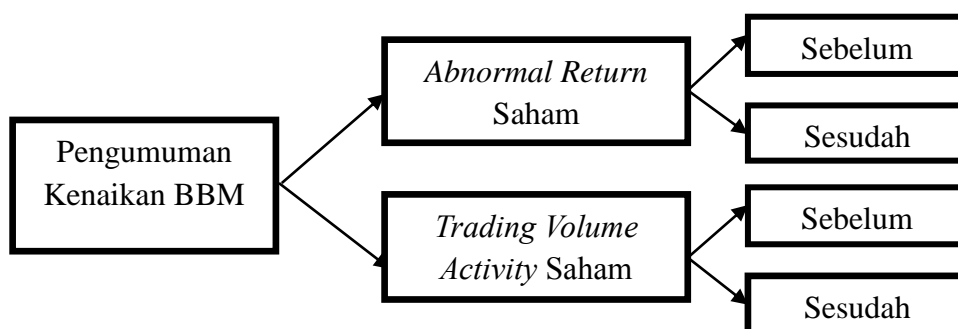 Pengumuman
Kenaikan BBM
Abnormal Return
Saham
Sebelum
Sesudah
Trading Volume
Activity Saham
Sebelum
Sesudah